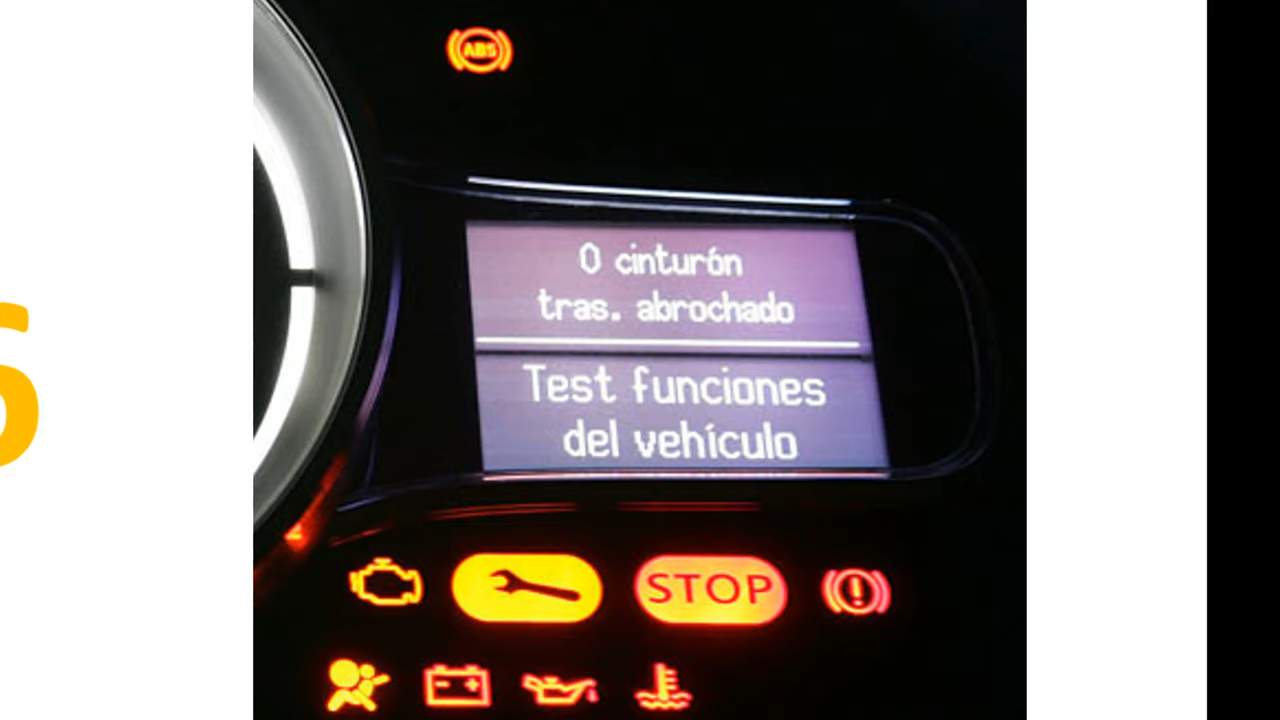 ABS
0 cinturón
tras. abrochado
Test funciones
del vehículo
STOP